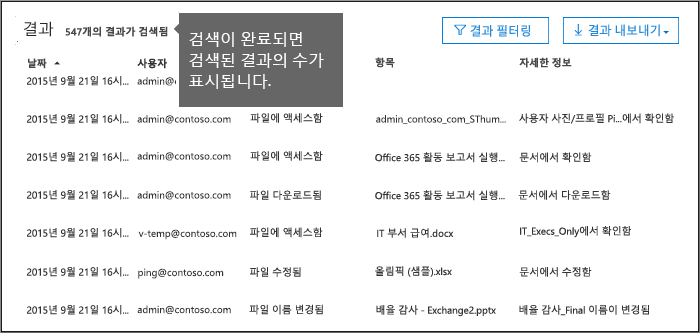 결과 547개의 결과가 검색됨
검색이 완료되면
검색된 결과의 수가
표시됩니다.
결과 필터링
결과 내보내기
날짜 사용자 항목 자세한 정보
2015년 9월 21일 16시... admin@
2015년 9월 21일 16시... admin@contoso.com 파일에 액세스함 admin_contoso_com_SThum... 사용자 사진/프로필 Pi...에서 확인함
2015년 9월 21일 16시... admin@contoso.com 파일에 액세스함 Office 365 활동 보고서 실행... 문서에서 확인함
2015년 9월 21일 16시... admin@contoso.com 파일 다운로드됨 Office 365 활동 보고서 실행... 문서에서 다운로드함
2015년 9월 21일 16시... v-temp@contoso.com 파일에 액세스함 IT 부서 급여.docx IT_Execs_Only에서 확인함
2015년 9월 21일 16시... ping@contoso.com 파일 수정됨 올림픽 (샘플).xlsx 문서에서 수정함
2015년 9월 21일 16시... admin@contoso.com 파일 이름 변경됨 배율 감사 - Exchange2.pptx 배율 감사_Final 이름이 변경됨